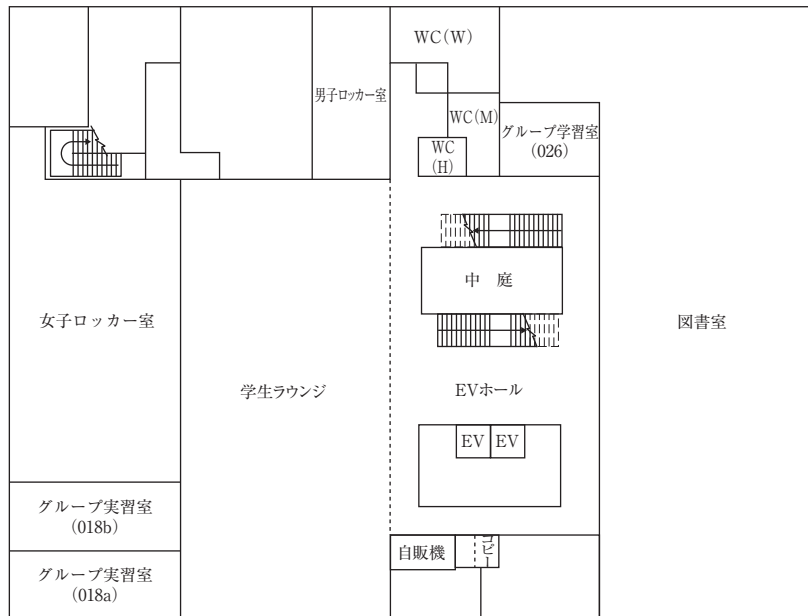 WC(W)
男子ロッカー室
WC(M)
グループ学習室
(026)
WC
(H)
中 庭
女子ロッカー室
図書室
学生ラウンジ
EVホール
EV
EV
グループ実習室
(018b)
自販機
コピー
グループ実習室
(018a)